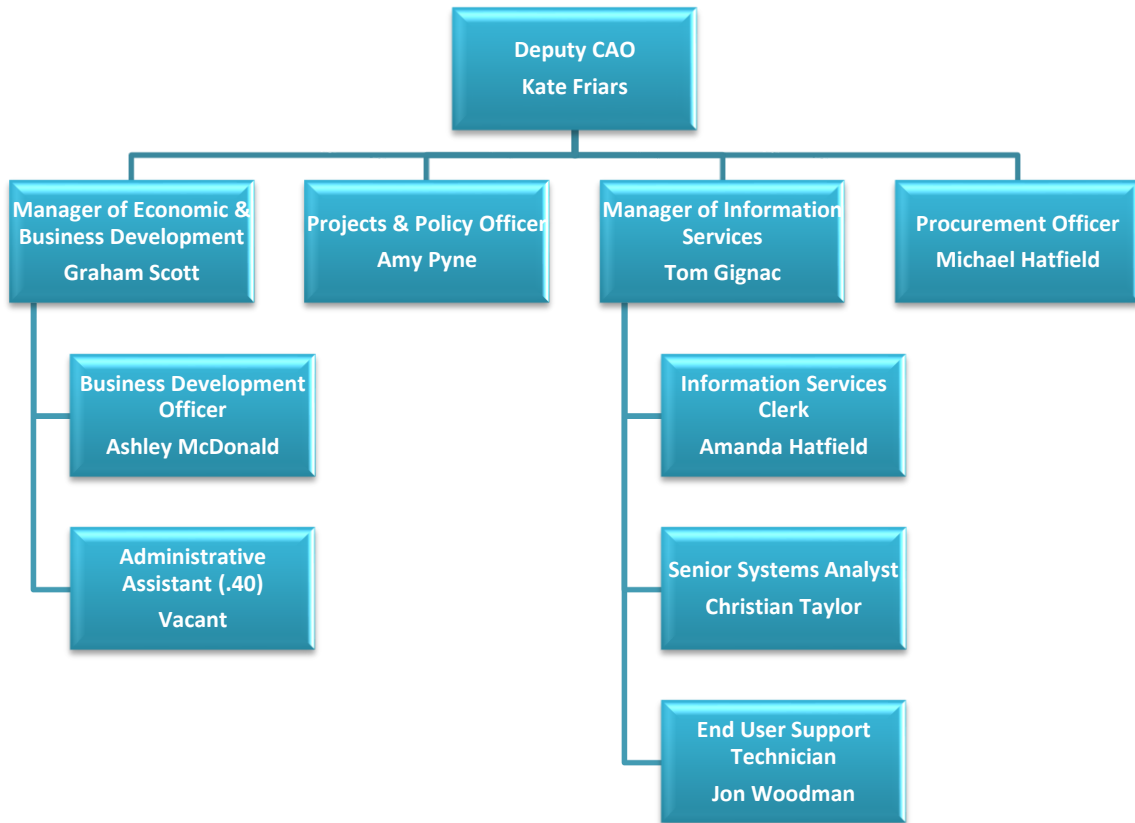 Deputy CAO
Kate Friars
Manager of Economic &
Business Development
Graham Scott
Projects & Policy Officer
Amy Pyne
Manager of Information
Services
Tom Gignac
Procurement Officer
Michael Hatfield
Business Development
Officer
Ashley McDonald
Information Services
Clerk
Amanda Hatfield
Administrative
Assistant (.40)
Vacant
Senior Systems Analyst
Christian Taylor
End User Support
Technician
Jon Woodman